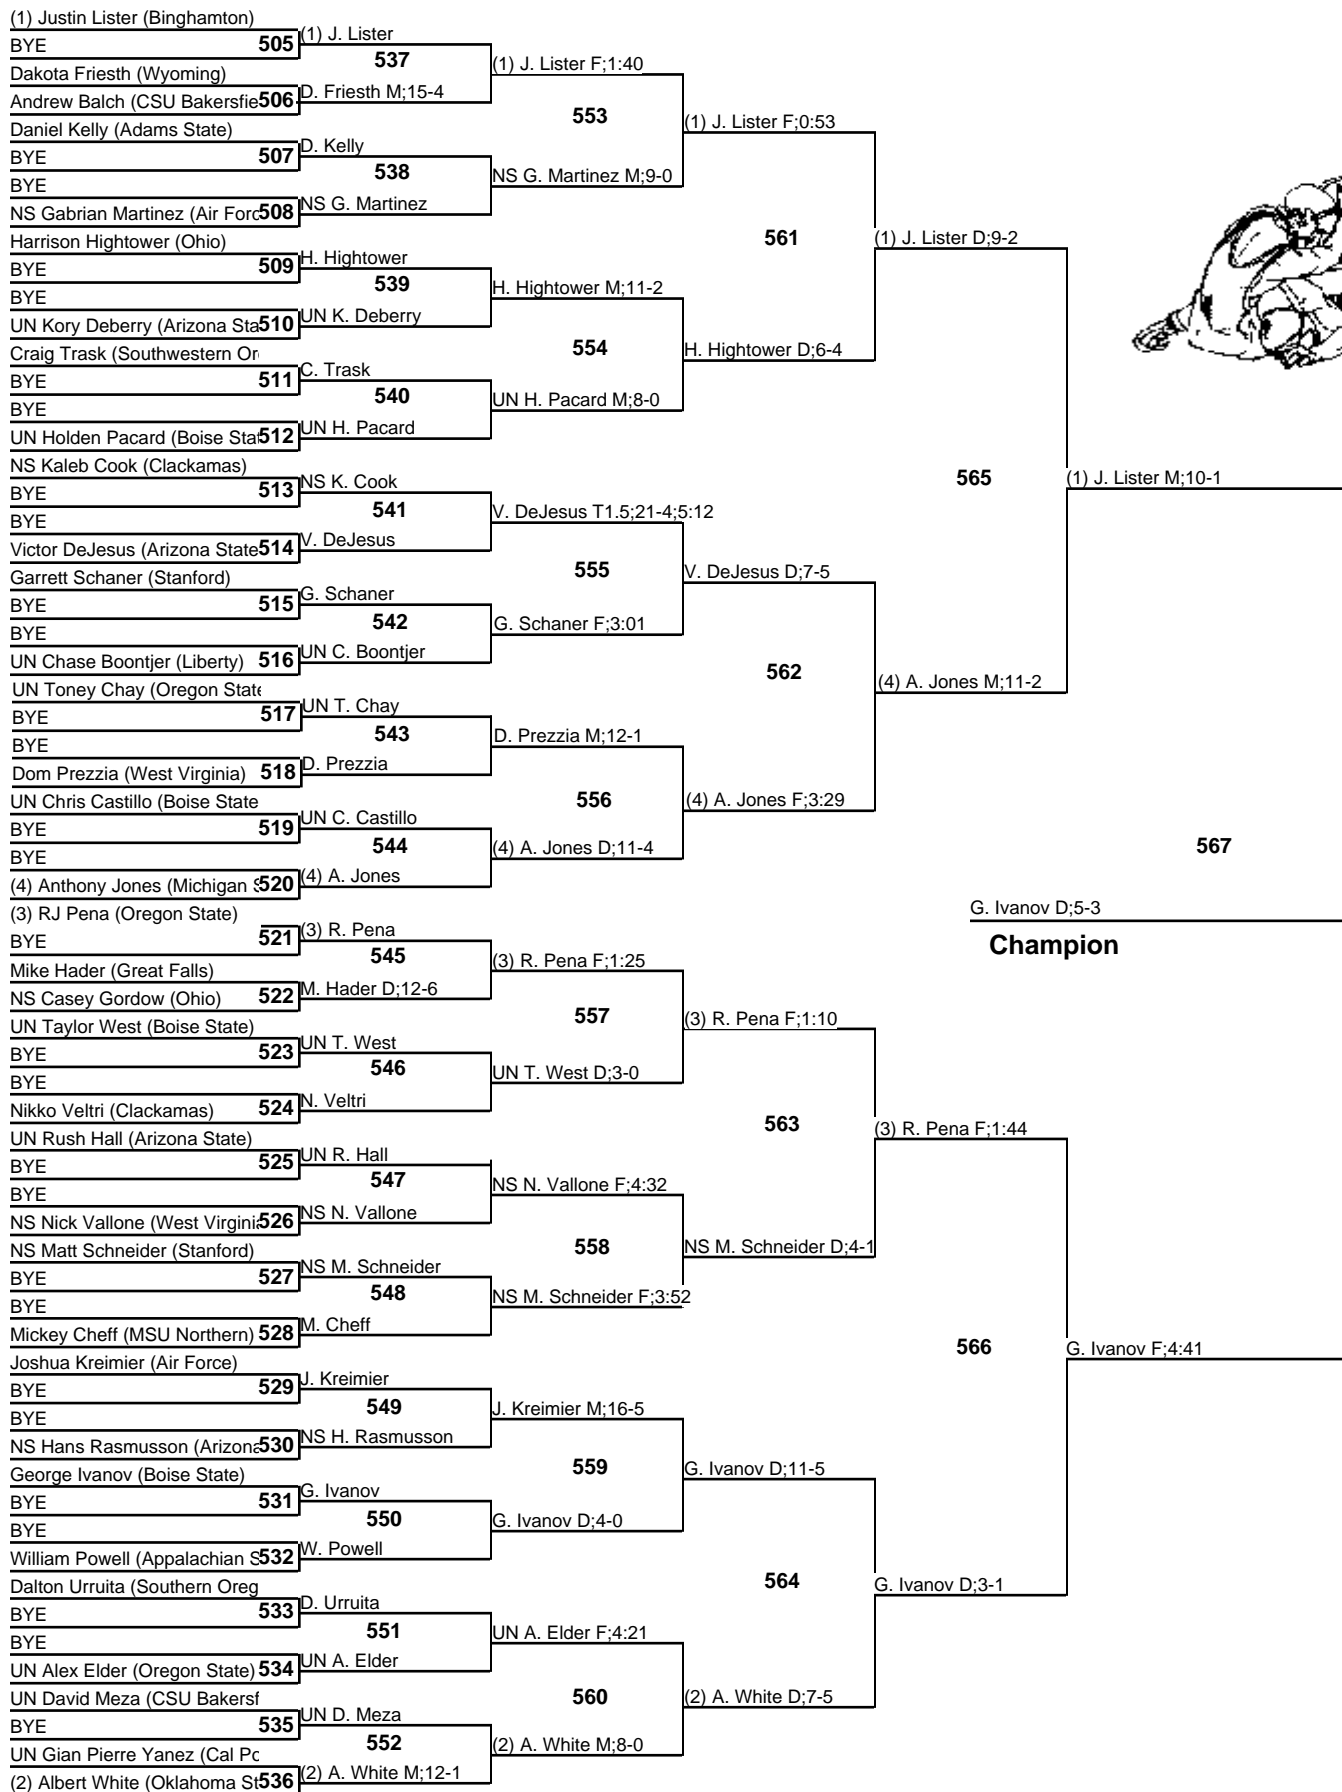 (1) Justin Lister (Binghamton)
BYE
505
Dakota Friesth (Wyoming)
Andrew Balch (CSU Bakersfie
506
Daniel Kelly (Adams State)
BYE
507
BYE
NS Gabrian Martinez (Air Forc
508
Harrison Hightower (Ohio)
BYE
509
BYE
UN Kory Deberry (Arizona Sta
510
Craig Trask (Southwestern Or
BYE
511
BYE
UN Holden Pacard (Boise Stat
512
NS Kaleb Cook (Clackamas)
BYE
513
BYE
Victor DeJesus (Arizona State
514
Garrett Schaner (Stanford)
BYE
515
BYE
UN Chase Boontjer (Liberty)
516
UN Toney Chay (Oregon State
BYE
517
BYE
Dom Prezzia (West Virginia)
518
UN Chris Castillo (Boise State
BYE
519
BYE
(4) Anthony Jones (Michigan S
520
(3) RJ Pena (Oregon State)
BYE
521
Mike Hader (Great Falls)
NS Casey Gordow (Ohio)
522
UN Taylor West (Boise State)
BYE
523
BYE
Nikko Veltri (Clackamas)
524
UN Rush Hall (Arizona State)
BYE
525
BYE
NS Nick Vallone (West Virginia
526
NS Matt Schneider (Stanford)
BYE
527
BYE
Mickey Cheff (MSU Northern)
528
Joshua Kreimier (Air Force)
BYE
529
BYE
NS Hans Rasmusson (Arizona
530
George Ivanov (Boise State)
BYE
531
BYE
William Powell (Appalachian S
532
Dalton Urruita (Southern Oreg
BYE
533
BYE
UN Alex Elder (Oregon State)
534
UN David Meza (CSU Bakersf
BYE
535
UN Gian Pierre Yanez (Cal Po
(2) Albert White (Oklahoma St
536
(1) J. Lister
537
D. Friesth M;15-4
D. Kelly
538
NS G. Martinez
H. Hightower
539
UN K. Deberry
C. Trask
540
UN H. Pacard
NS K. Cook
541
V. DeJesus
G. Schaner
542
UN C. Boontjer
UN T. Chay
543
D. Prezzia
UN C. Castillo
544
(4) A. Jones
(3) R. Pena
545
M. Hader D;12-6
UN T. West
546
N. Veltri
UN R. Hall
547
NS N. Vallone
NS M. Schneider
548
M. Cheff
J. Kreimier
549
NS H. Rasmusson
G. Ivanov
550
W. Powell
D. Urruita
551
UN A. Elder
UN D. Meza
552
(2) A. White M;12-1
(1) J. Lister F;1:40
553
NS G. Martinez M;9-0
H. Hightower M;11-2
554
UN H. Pacard M;8-0
V. DeJesus T1.5;21-4;5:12
555
G. Schaner F;3:01
D. Prezzia M;12-1
556
(4) A. Jones D;11-4
(3) R. Pena F;1:25
557
UN T. West D;3-0
NS N. Vallone F;4:32
558
NS M. Schneider F;3:52
J. Kreimier M;16-5
559
G. Ivanov D;4-0
UN A. Elder F;4:21
560
(2) A. White M;8-0
(1) J. Lister F;0:53
561
H. Hightower D;6-4
V. DeJesus D;7-5
562
(4) A. Jones F;3:29
(3) R. Pena F;1:10
563
NS M. Schneider D;4-1
G. Ivanov D;11-5
564
(2) A. White D;7-5
(1) J. Lister D;9-2
565
(4) A. Jones M;11-2
(3) R. Pena F;1:44
566
G. Ivanov D;3-1
(1) J. Lister M;10-1
567
G. Ivanov F;4:41
G. Ivanov D;5-3
Champion